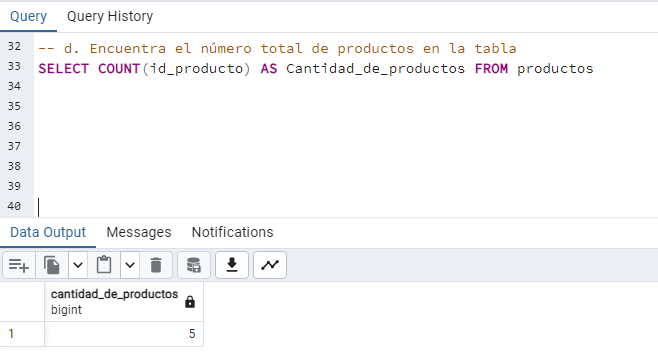 Query Query History
32 -- d. Encuentra el número total de productos en la tabla
33 SELECT COUNT(id_producto) AS Cantidad_de_productos FROM productos
34
35
36
37
38
39
40
Data Output Messages Notifications
cantidad_de_productos
bigint
1 5